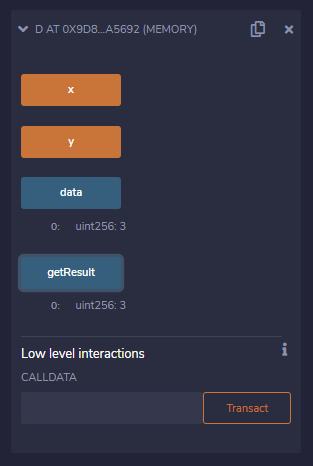 D AT 0X9D8...A5692 (MEMORY)
x
y
data
0: uint256: 3
getResult
0: uint256: 3
Low level interactions
CALLDATA
Transact